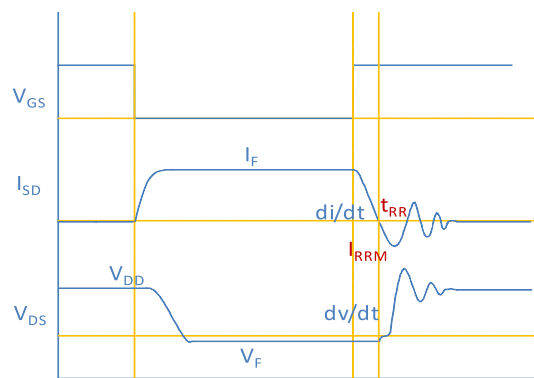 VGS
IF
ISD
di/dt
tRR
IRRM
VDD
VDS
dv/dt
VF